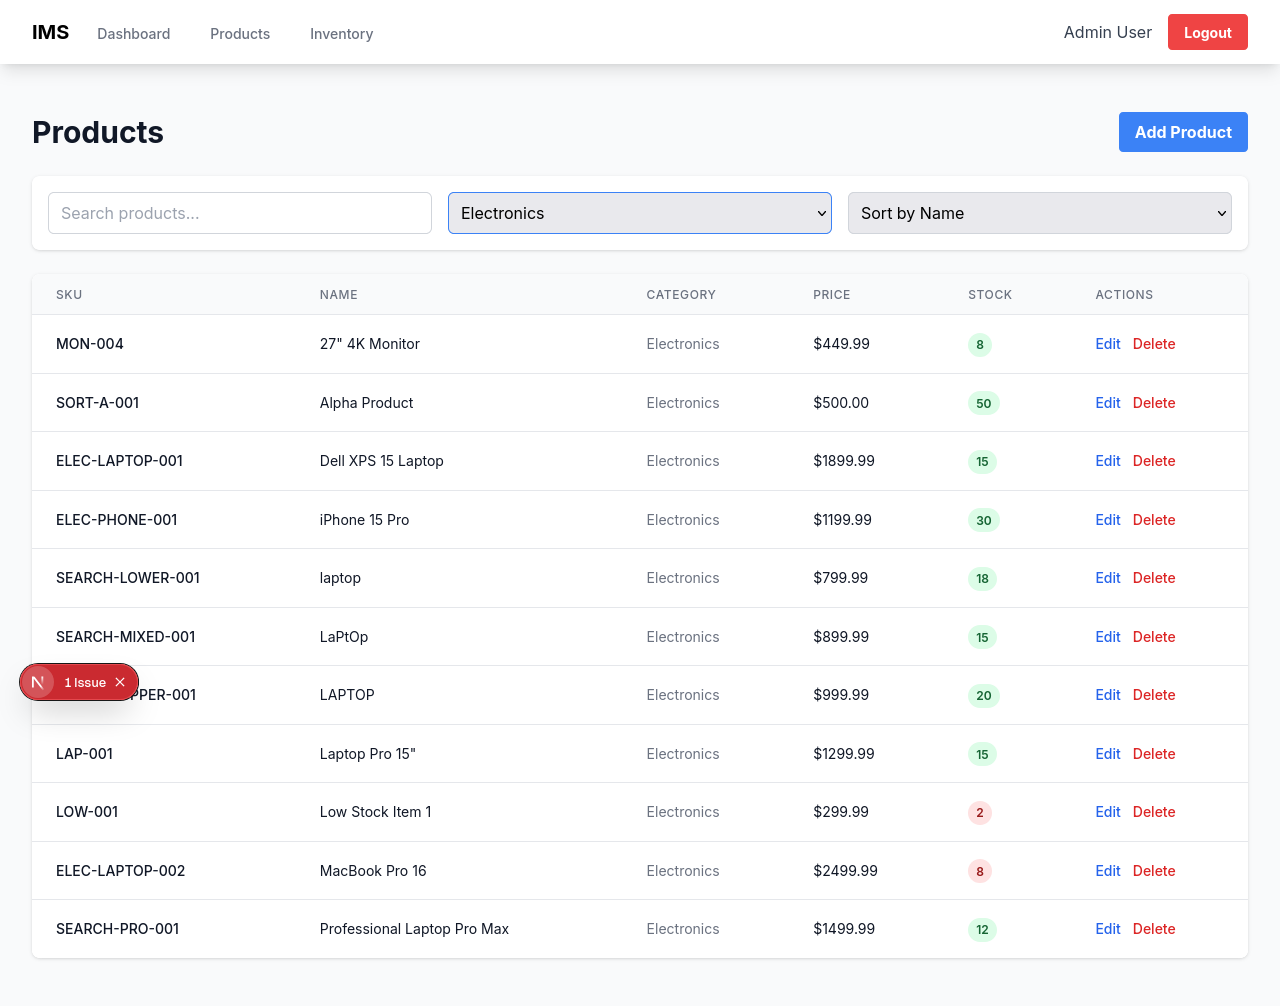 IMS Dashboard Products Inventory Admin User Logout
Products Add Product
Search products... Electronics Sort by Name
SKU NAME CATEGORY PRICE STOCK ACTIONS
MON-004 27" 4K Monitor Electronics $449.99 8 Edit Delete
SORT-A-001 Alpha Product Electronics $500.00 50 Edit Delete
ELEC-LAPTOP-001 Dell XPS 15 Laptop Electronics $1899.99 15 Edit Delete
ELEC-PHONE-001 iPhone 15 Pro Electronics $1199.99 30 Edit Delete
SEARCH-LOWER-001 laptop Electronics $799.99 18 Edit Delete
SEARCH-MIXED-001 LaPtOp Electronics $899.99 15 Edit Delete
N 1 Issue
PPER-001 LAPTOP Electronics $999.99 20 Edit Delete
LAP-001 Laptop Pro 15" Electronics $1299.99 15 Edit Delete
LOW-001 Low Stock Item 1 Electronics $299.99 2 Edit Delete
ELEC-LAPTOP-002 MacBook Pro 16 Electronics $2499.99 8 Edit Delete
SEARCH-PRO-001 Professional Laptop Pro Max Electronics $1499.99 12 Edit Delete